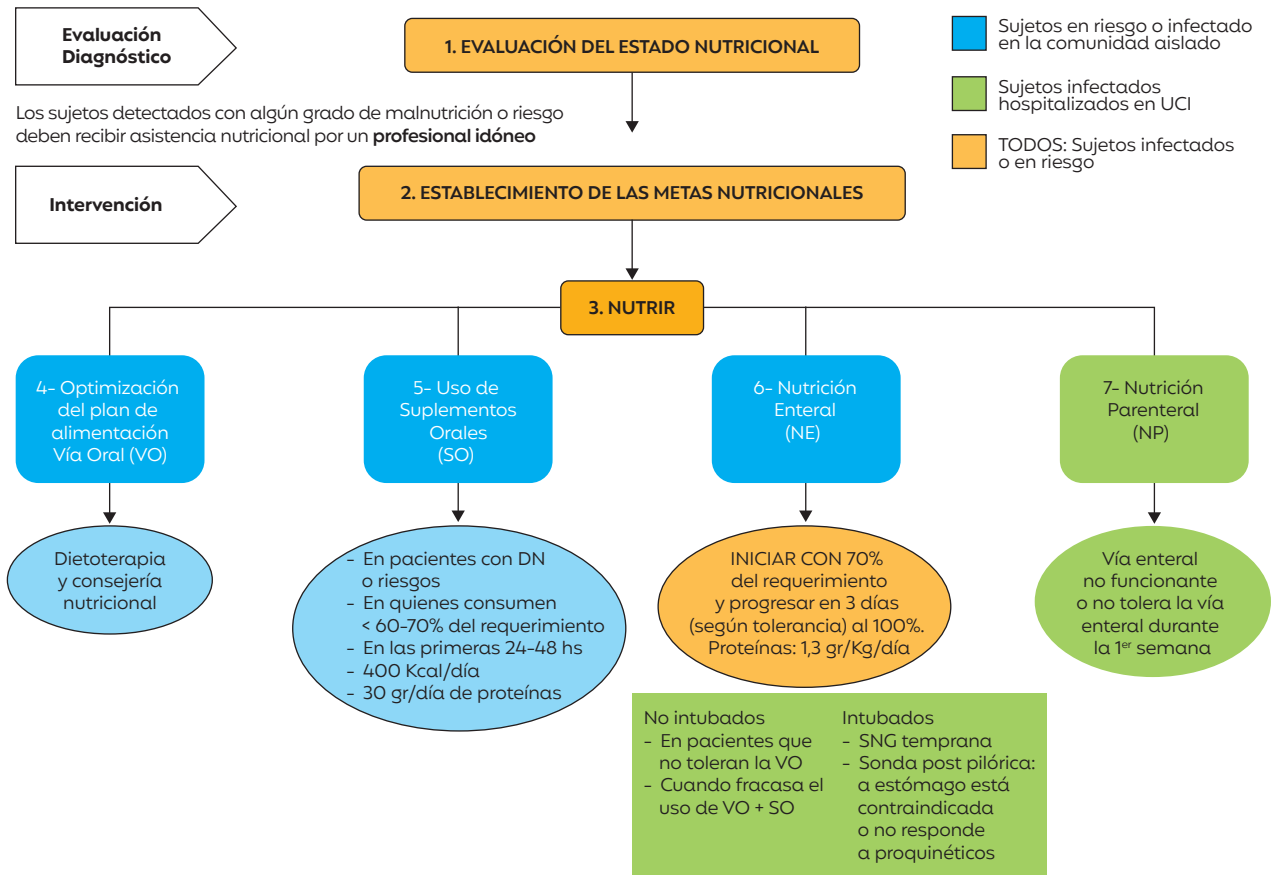 Evaluación
Diagnóstico
1. EVALUACIÓN DEL ESTADO NUTRICIONAL
Sujetos en riesgo o infectado
en la comunidad aislado
Sujetos infectados
hospitalizados en UCI
TODOS: Sujetos infectados
o en riesgo
Los sujetos detectados con algún grado de malnutrición o riesgo
deben recibir asistencia nutricional por un profesional idóneo
Intervención
2. ESTABLECIMIENTO DE LAS METAS NUTRICIONALES
3. NUTRIR
4- Optimización
del plan de
alimentación
Vía Oral (VO)
5- Uso de
Suplementos
Orales
(SO)
6- Nutrición
Enteral
(NE)
7- Nutrición
Parenteral
(NP)
Dietoterapia
y consejería
nutricional
- En pacientes con DN
o riesgos
- En quienes consumen
< 60-70% del requerimiento
- En las primeras 24-48 hs
- 400 Kcal/día
- 30 gr/día de proteínas
INICIAR CON 70%
del requerimiento
y progresar en 3 días
(según tolerancia) al 100%.
Proteínas: 1,3 gr/Kg/día
Vía enteral
no funcionante
o no tolera la vía
enteral durante
la 1er semana
No intubados
- En pacientes que
no toleran la VO
- Cuando fracasa el
uso de VO + SO
Intubados
- SNG temprana
- Sonda post pilórica:
a estómago está
contraindicada
o no responde
a proquinéticos